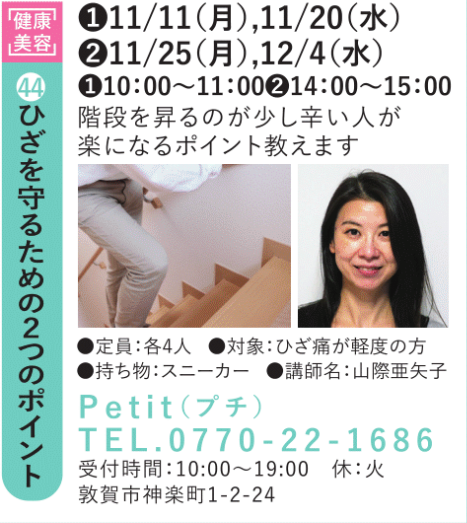 健康
美容
44 ひざを守るための2つのポイント
❶11/11(月),11/20(水)
❷11/25(月),12/4(水)
❶10:00〜11:00❷14:00〜15:00
階段を昇るのが少し辛い人が
楽になるポイント教えます
●定員:各4人 ●対象:ひざ痛が軽度の方
●持ち物:スニーカー ●講師名:山際亜矢子
Petit(プチ)
TEL.0770-22-1686
受付時間:10:00〜19:00 休:火
敦賀市神楽町1-2-24